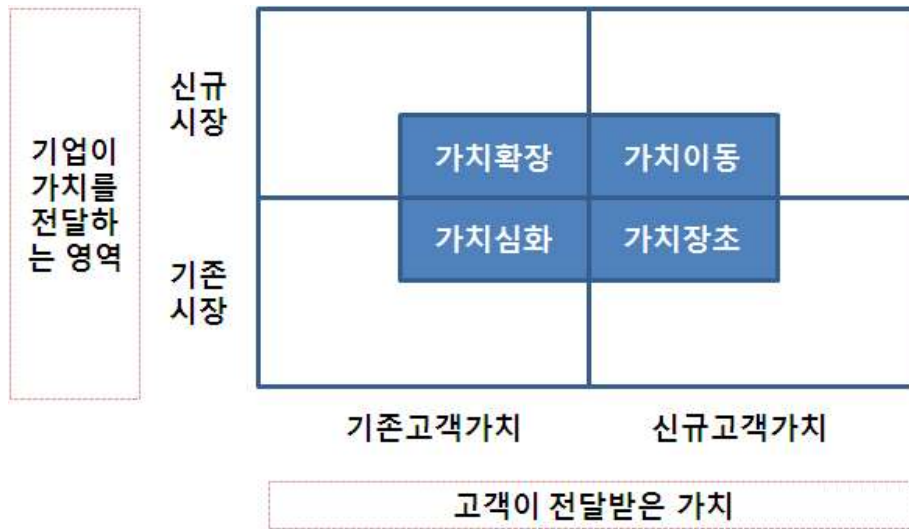 기업이
가치를
전달하
는 영역
신규
시장
가치확장
가치이동
가치심화
가치장초
기존
시장
기존고객가치
신규고객가치
고객이 전달받은 가치